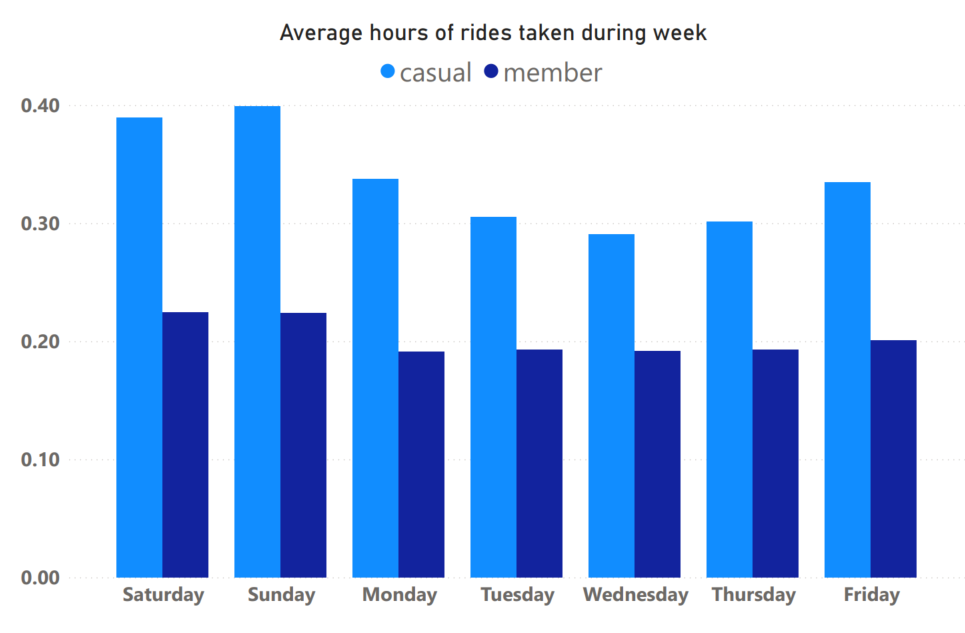 Average hours of rides taken during week
casual member
0.40
0.30
0.20
0.10
0.00
Saturday Sunday Monday Tuesday Wednesday Thursday Friday